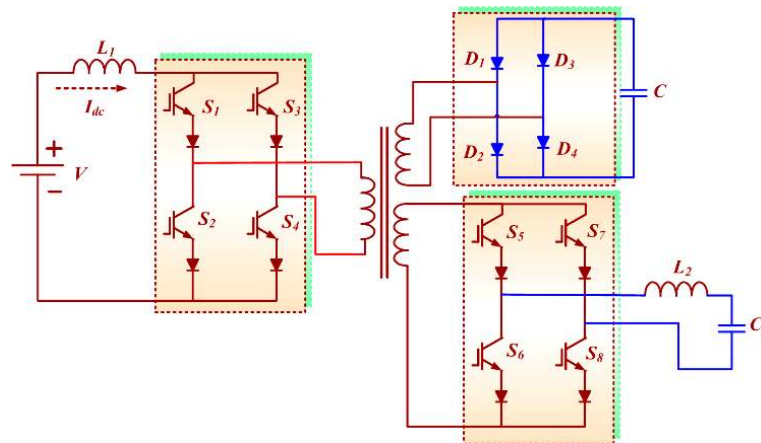 L1
Idc
+
V
−
S1
S3
S2
S4
D1
D3
D2
D4
C
S5
S7
S6
S8
L2
C